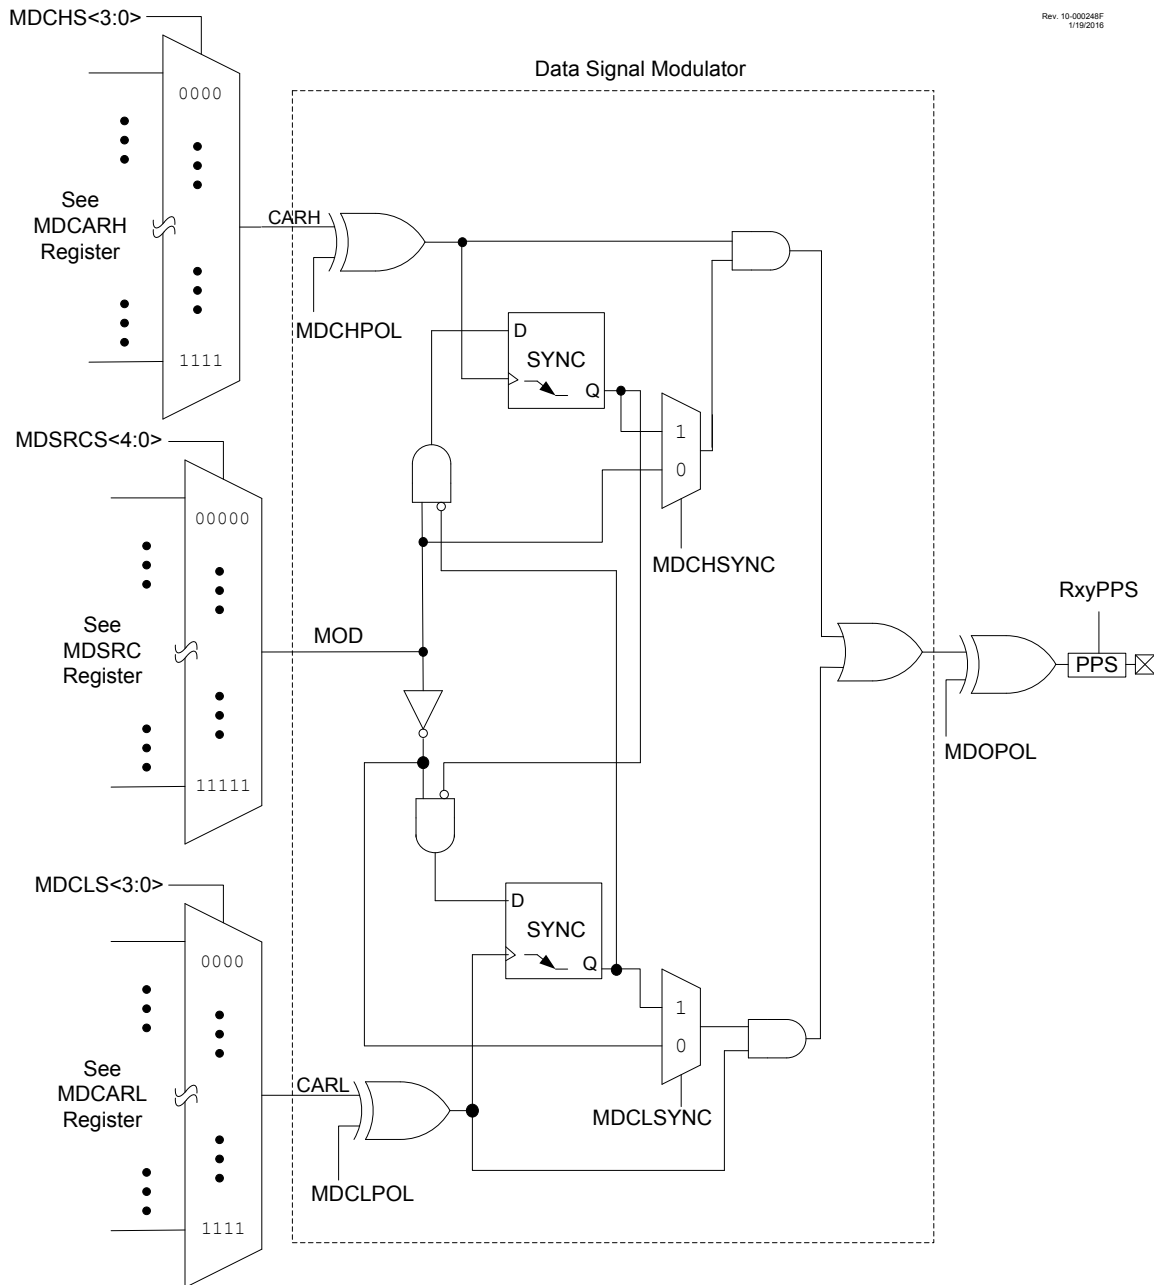 Rev. 10-000248F
1/19/2016
MDCHS<3:0>
Data Signal Modulator
0000
See
MDCARH
Register
CARH
1111
MDCHPOL
D
SYNC
Q
1
0
MDCHSYNC
MDSRCS<4:0>
00000
See
MDSRC
Register
MOD
11111
RxyPPS
PPS
MDOPOL
MDCLS<3:0>
0000
D
SYNC
Q
1
0
MDCLSYNC
See
MDCARL
Register
CARL
1111
MDCLPOL